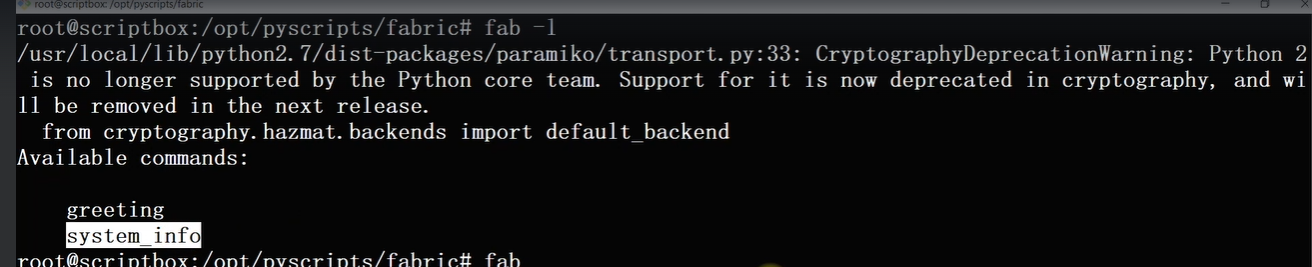 root@scriptbox: /opt/pyscripts/fabric
root@scriptbox:/opt/pyscripts/fabric# fab -l
/usr/local/lib/python2.7/dist-packages/paramiko/transport.py:33: CryptographyDeprecationWarning: Python 2
is no longer supported by the Python core team. Support for it is now deprecated in cryptography, and wi
ll be removed in the next release.
from cryptography.hazmat.backends import default_backend
Available commands:
greeting
system_info
root@scriptbox:/opt/pyscripts/fabric# fab